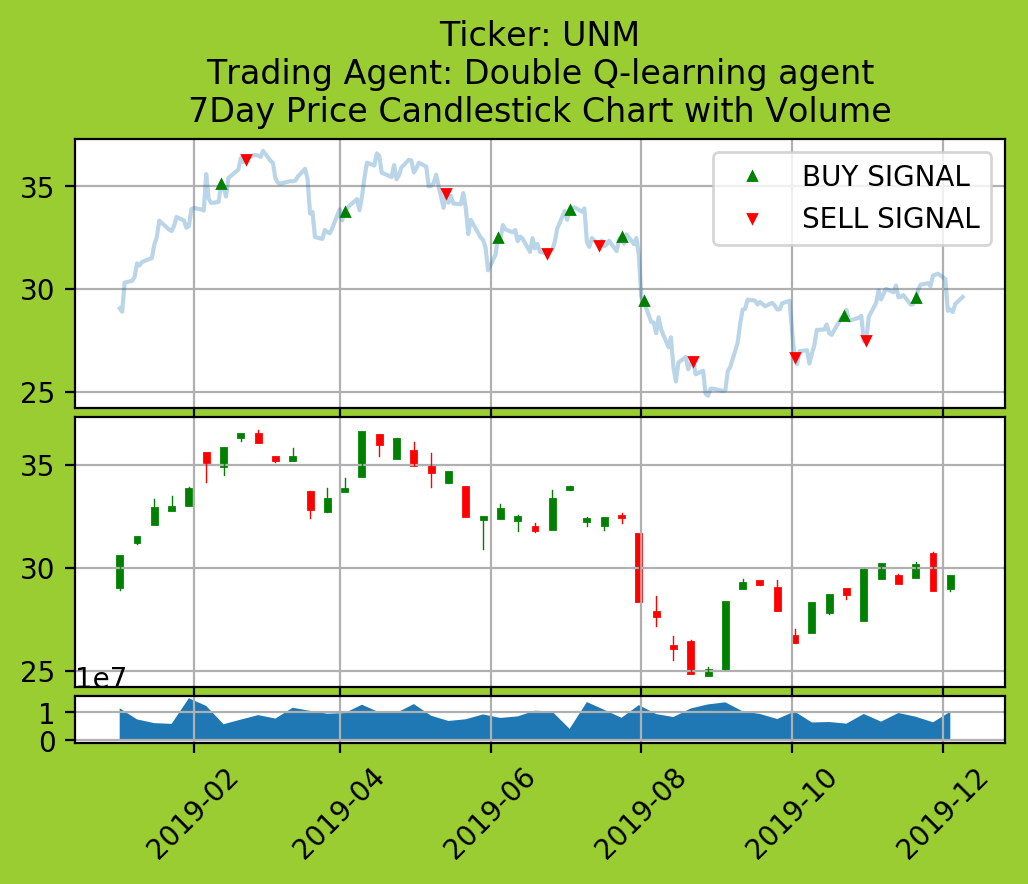 Ticker: UNM
Trading Agent: Double Q-learning agent
7Day Price Candlestick Chart with Volume
BUY SIGNAL
SELL SIGNAL
35
30
25
35
30
25
1e7
1
0
2019-02
2019-04
2019-06
2019-08
2019-10
2019-12